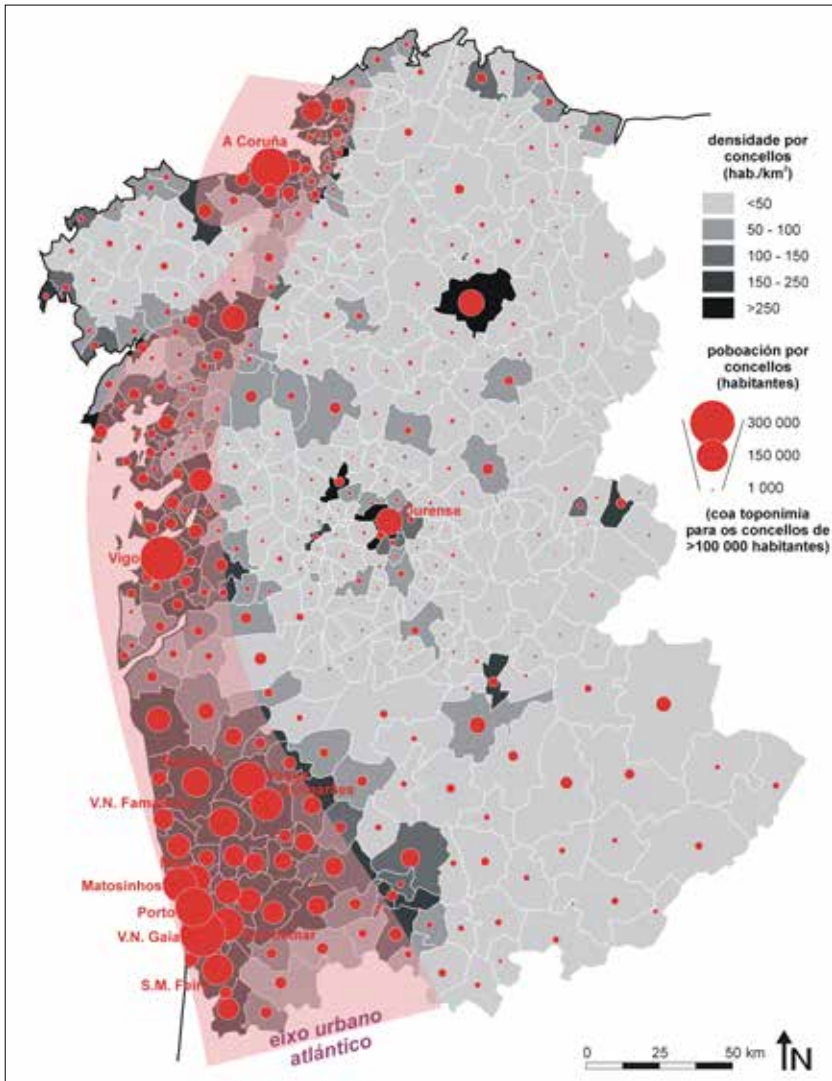 A Coruña
Ourense
Vigo
V.N. Fama
Matosinhos
Porto
V.N. Gaia
S.M. Feir
eixo urbano
atlántico
densidade por
concellos
(hab./km²)
<50
50 - 100
100 - 150
150 - 250
>250
poboación por
concellos
(habitantes)
300 000
150 000
1 000
(coa toponimia
para os concellos de
>100 000 habitantes)
0 25 50 km
N